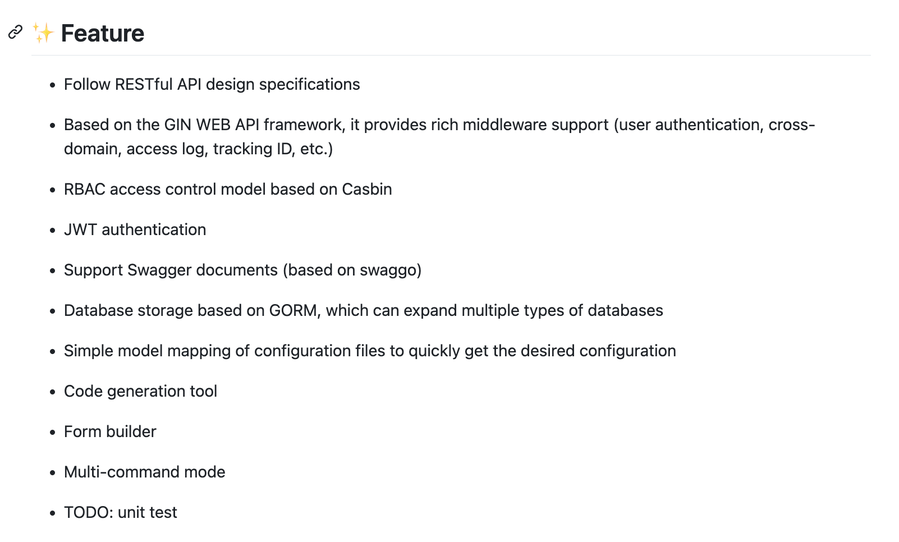 ✨ Feature
• Follow RESTful API design specifications
• Based on the GIN WEB API framework, it provides rich middleware support (user authentication, cross-
domain, access log, tracking ID, etc.)
• RBAC access control model based on Casbin
• JWT authentication
• Support Swagger documents (based on swaggo)
• Database storage based on GORM, which can expand multiple types of databases
• Simple model mapping of configuration files to quickly get the desired configuration
• Code generation tool
• Form builder
• Multi-command mode
• TODO: unit test